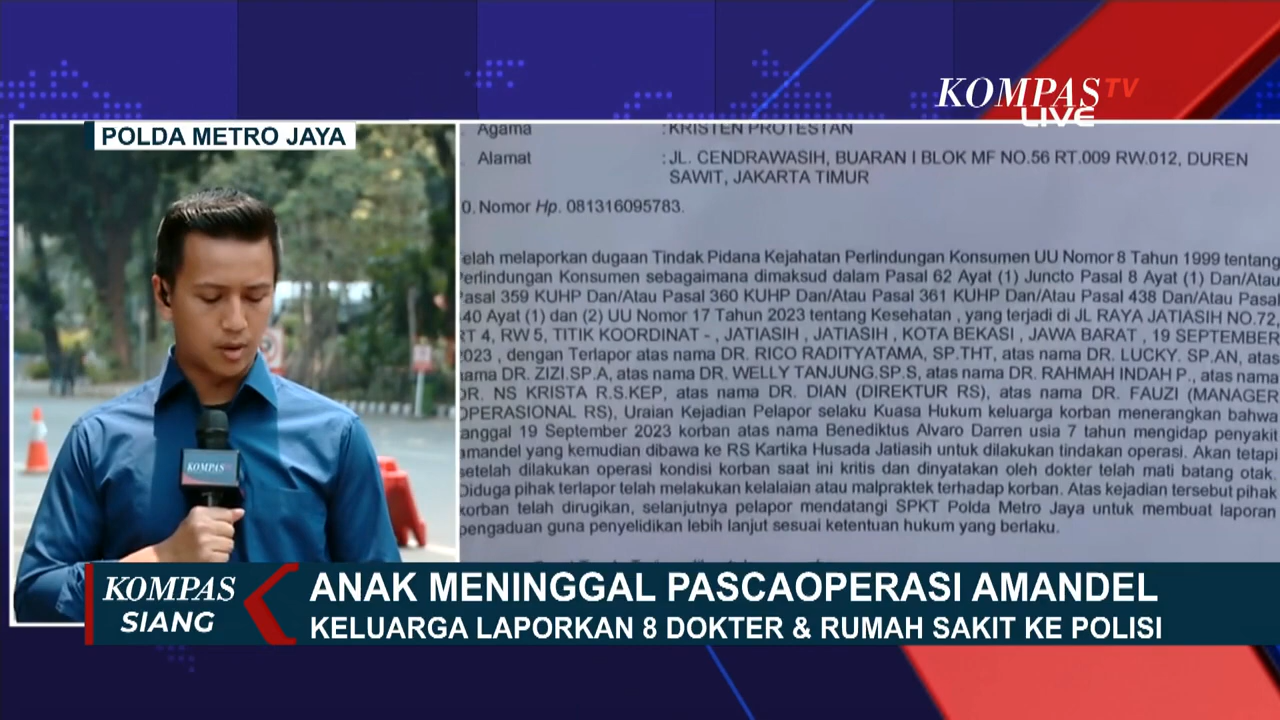 KOMPAS TV
LIVE
POLDA METRO JAYA
Agama : KRISTEN PROTESTAN
Alamat : JL. CENDRAWASIH, BUARAN I BLOK MF NO.56 RT.009 RW.012, DUREN
SAWIT, JAKARTA TIMUR
0. Nomor Hp. 081316095783.
elah melaporkan dugaan Tindak Pidana Kejahatan Perlindungan Konsumen UU Nomor 8 Tahun 1999 tentang
Perlindungan Konsumen sebagaimana dimaksud dalam Pasal 62 Ayat (1) Juncto Pasal 8 Ayat (1) Dan/Atau
Pasal 359 KUHP Dan/Atau Pasal 360 KUHP Dan/Atau Pasal 361 KUHP Dan/Atau Pasal 438 Dan/Atau Pasal
40 Ayat (1) dan (2) UU Nomor 17 Tahun 2023 tentang Kesehatan , yang terjadi di JL RAYA JATIASIH NO.72,
RT 4, RW 5, TITIK KOORDINAT - , JATIASIH , JATIASIH , KOTA BEKASI , JAWA BARAT , 19 SEPTEMBER
2023 , dengan Terlapor atas nama DR. RICO RADITYATAMA, SP.THT, atas nama DR. LUCKY. SP.AN, atas
nama DR. ZIZI.SP.A, atas nama DR. WELLY TANJUNG.SP.S, atas nama DR. RAHMAH INDAH P., atas nama
DR. NS KRISTA R.S.KEP, atas nama DR. DIAN (DIREKTUR RS), atas nama DR. FAUZI (MANAGER
OPERASIONAL RS), Uraian Kejadian Pelapor selaku Kuasa Hukum keluarga korban menerangkan bahwa
tanggal 19 September 2023 korban atas nama Benediktus Alvaro Darren usia 7 tahun mengidap penyakit
amandel yang kemudian dibawa ke RS Kartika Husada Jatiasih untuk dilakukan tindakan operasi. Akan tetapi
setelah dilakukan operasi kondisi korban saat ini kritis dan dinyatakan oleh dokter telah mati batang otak.
Diduga pihak terlapor telah melakukan kelalaian atau malpraktek terhadap korban. Atas kejadian tersebut pihak
korban telah dirugikan, selanjutnya pelapor mendatangi SPKT Polda Metro Jaya untuk membuat laporan
pengaduan guna penyelidikan lebih lanjut sesuai ketentuan hukum yang berlaku.
KOMPAS TV
KOMPAS
SIANG
ANAK MENINGGAL PASCAOPERASI AMANDEL
KELUARGA LAPORKAN 8 DOKTER & RUMAH SAKIT KE POLISI